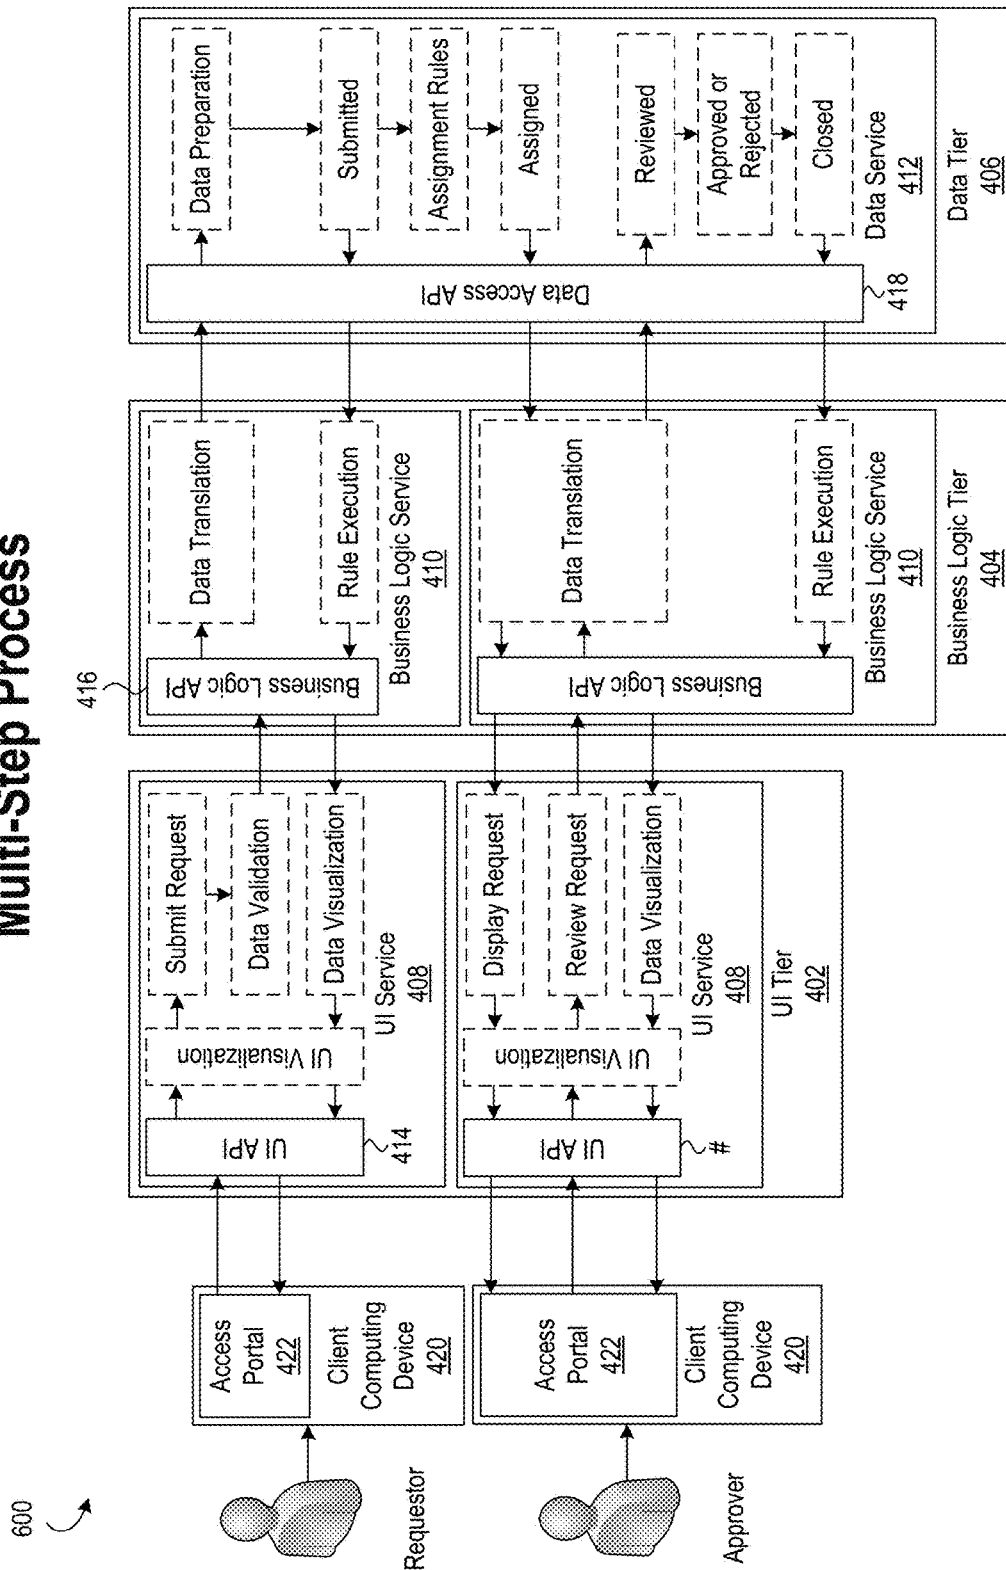 Multi-Step Process
600
Requestor
Access
Portal
422
Client
Computing
Device
420
UI API
414
UI Visualization
Submit Request
Data Validation
Data Visualization
UI Service
408
416
Business Logic API
Data Translation
Rule Execution
Business Logic Service
410
Approver
Access
Portal
422
Client
Computing
Device
420
UI API
#
UI Visualization
Display Request
Review Request
Data Visualization
UI Service
408
UI Tier
402
Business Logic API
Data Translation
Rule Execution
Business Logic Service
410
Business Logic Tier
404
Data Access API
418
Data Preparation
Submitted
Assignment Rules
Assigned
Reviewed
Approved or
Rejected
Closed
Data Service
412
Data Tier
406